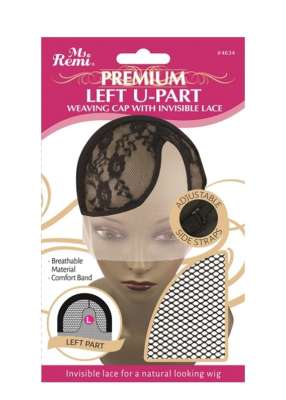 Ms.
Remi®
#4634
PREMIUM
LEFT U-PART
WEAVING CAP WITH INVISIBLE LACE
ADJUSTABLE
SIDE STRAPS
• Breathable
Material
• Comfort Band
L
LEFT PART
Invisible lace for a natural looking wig